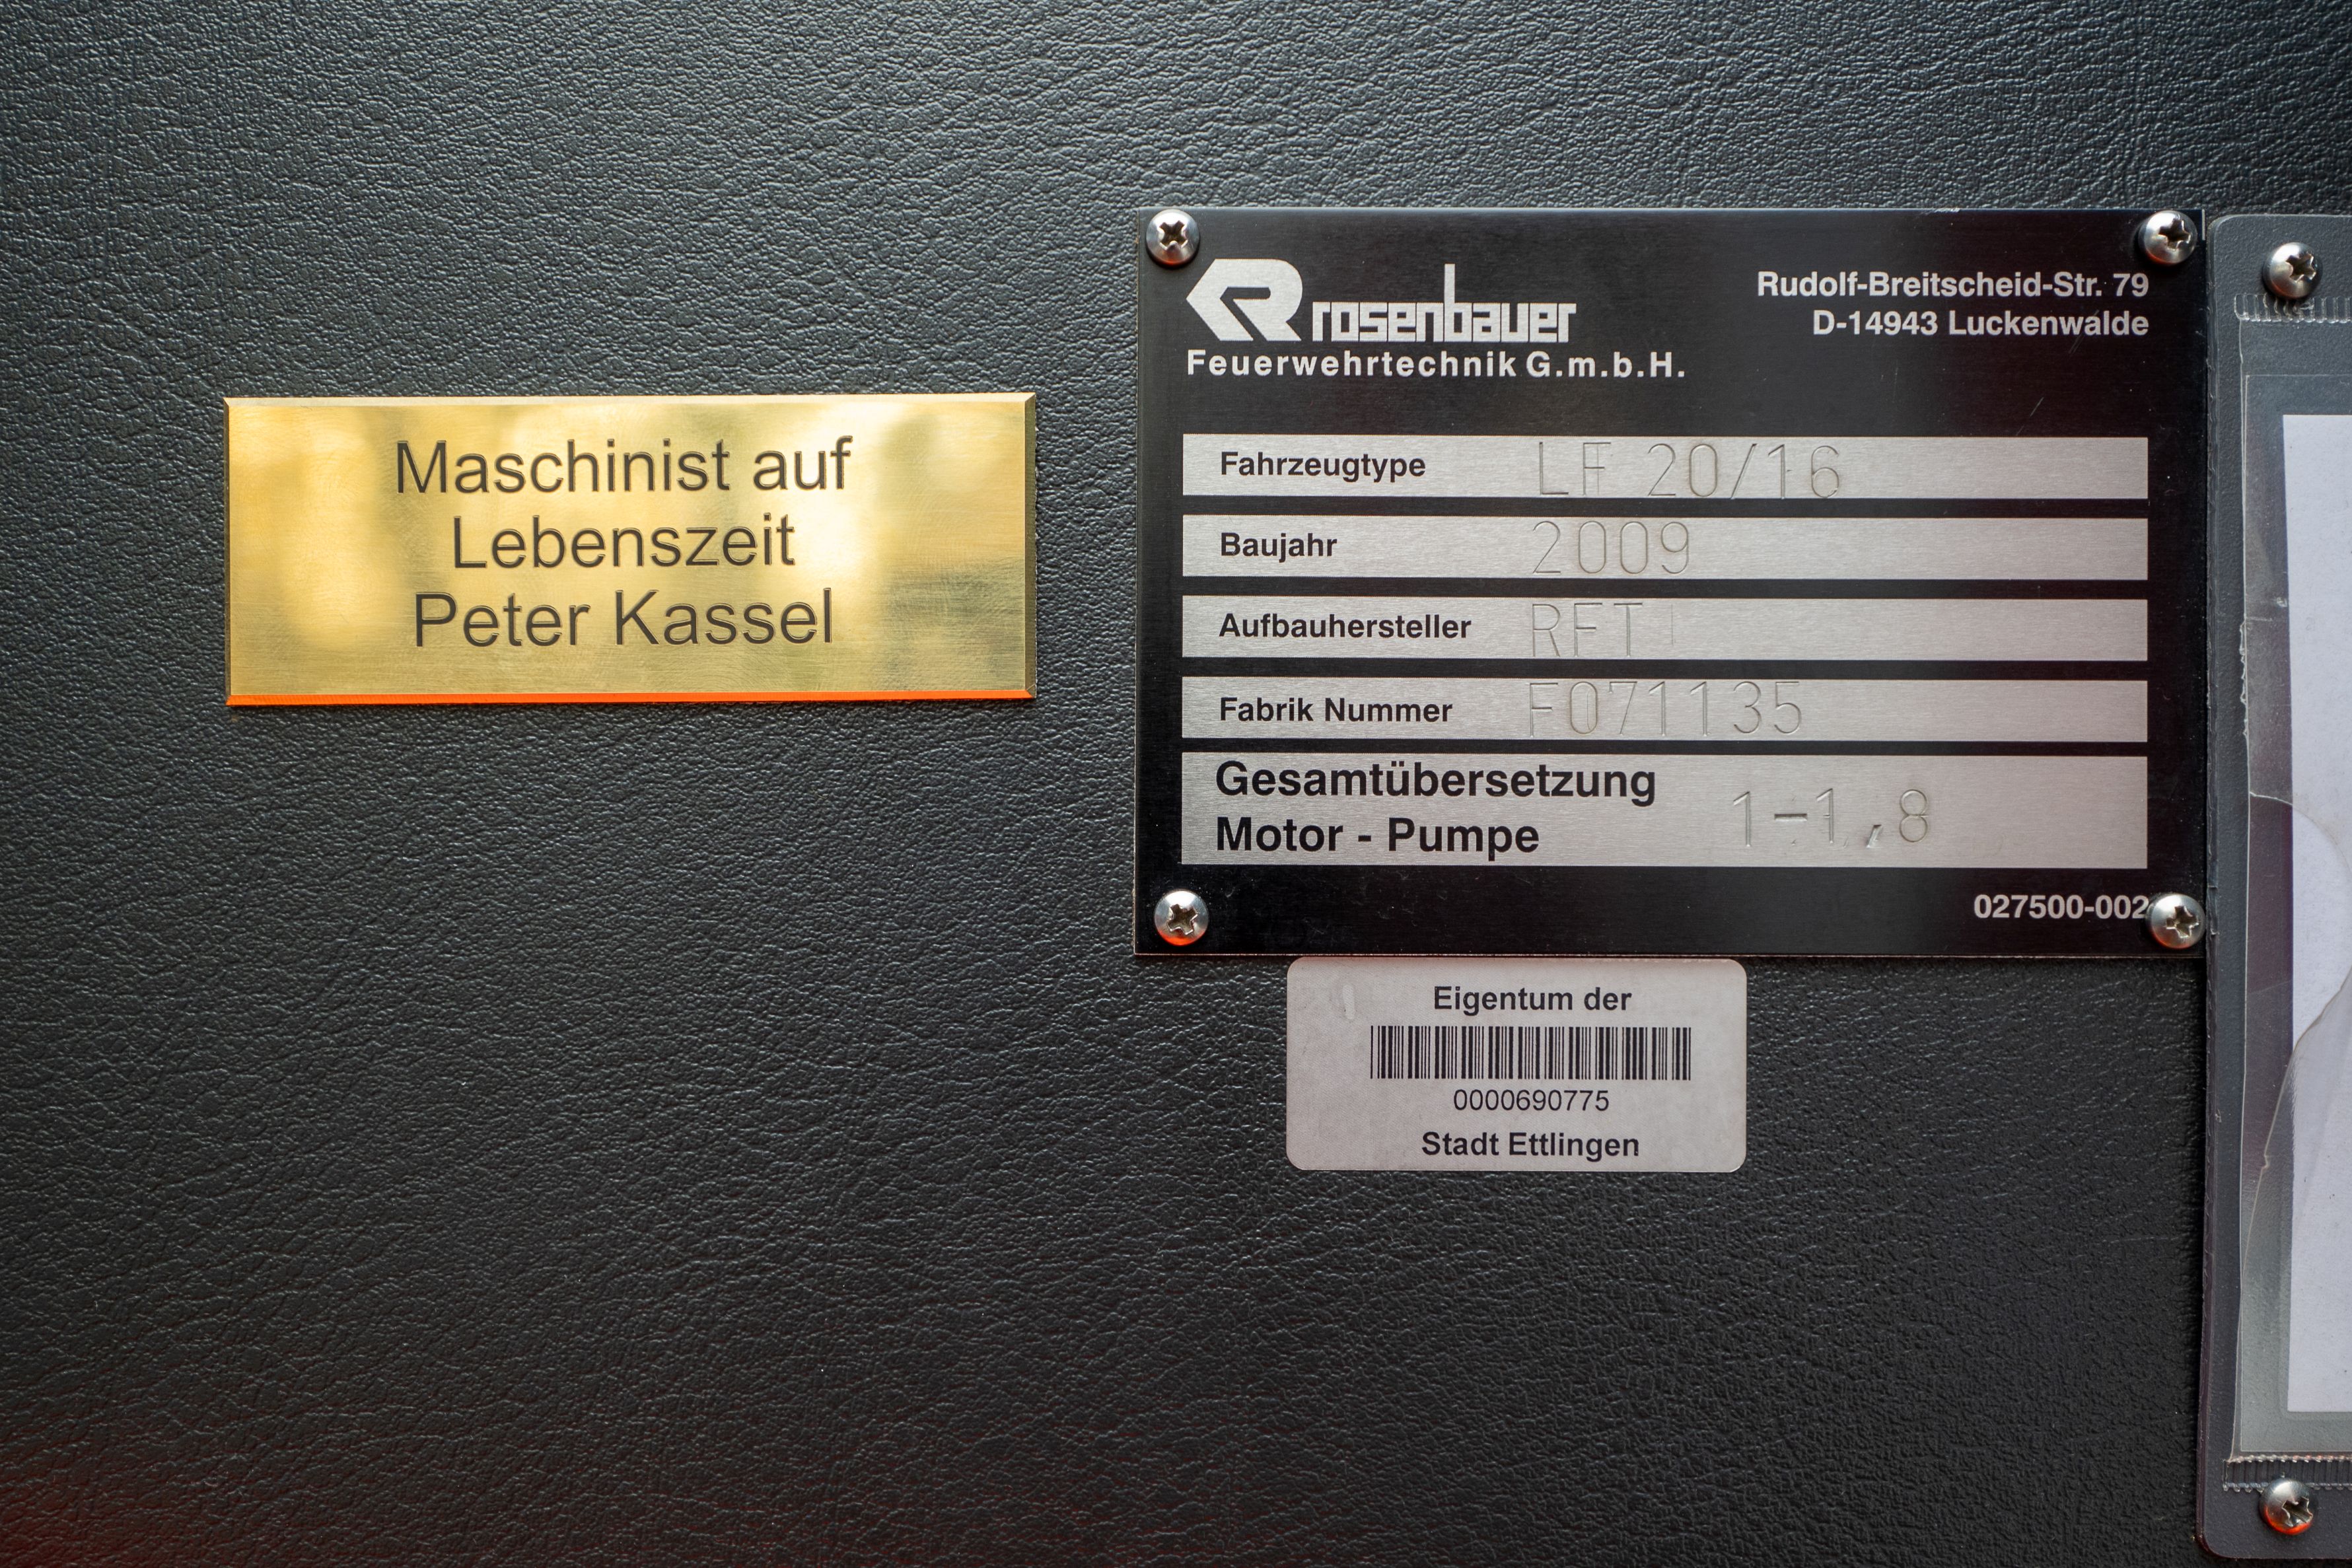 Maschinist auf
Lebenszeit
Peter Kassel
rosenbauer
Feuerwehrtechnik G.m.b.H.
Rudolf-Breitscheid-Str. 79
D-14943 Luckenwalde
Fahrzeugtype LF 20/16
Baujahr 2009
Aufbauhersteller RFT
Fabrik Nummer F071135
Gesamtübersetzung
Motor - Pumpe 1-1,8
027500-002
Eigentum der
0000690775
Stadt Ettlingen